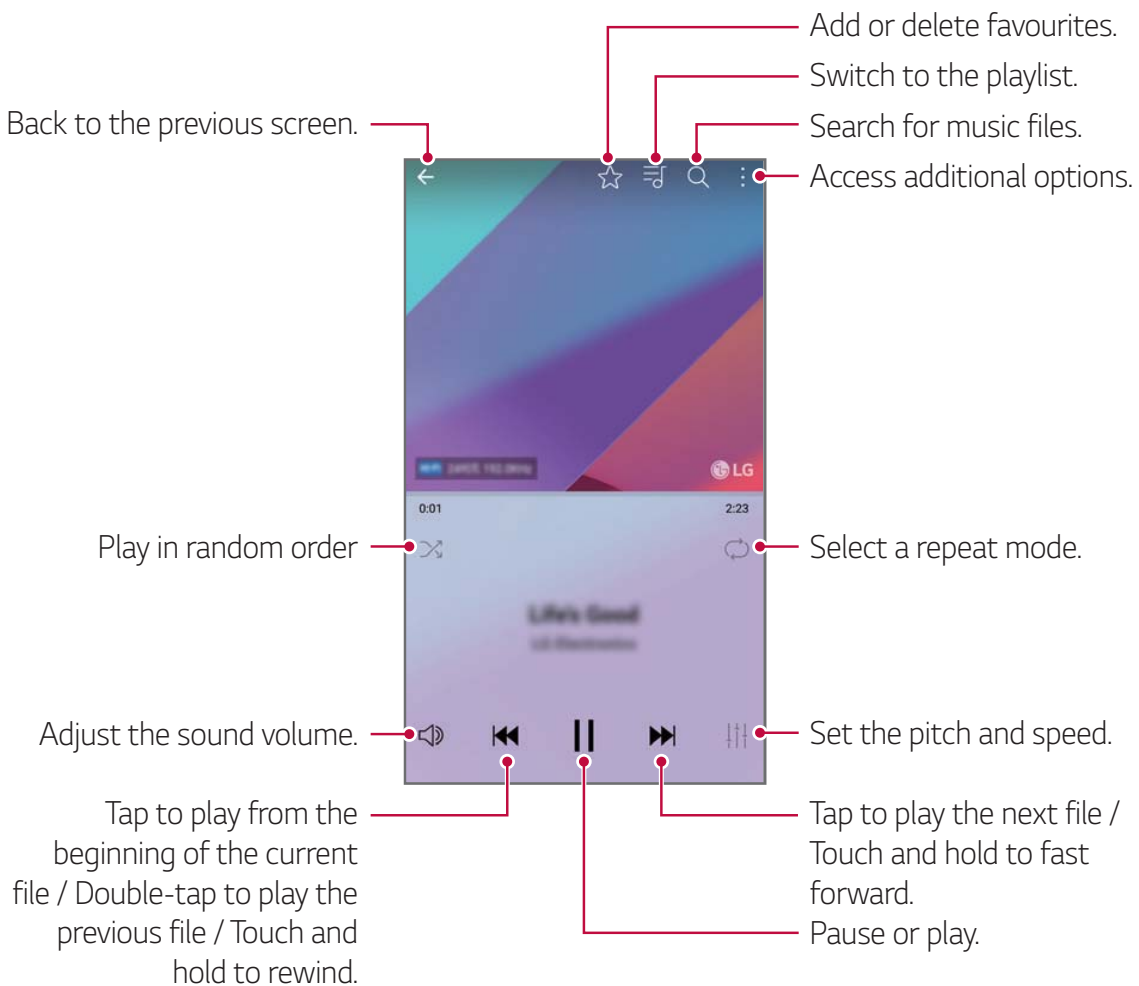 Add or delete favourites.
Switch to the playlist.
Back to the previous screen.
Search for music files.
Access additional options.
LG
0:01
2:23
Play in random order
Select a repeat mode.
Life's Good
LG Electronics
Adjust the sound volume.
Set the pitch and speed.
Tap to play from the
beginning of the current
file / Double-tap to play the
previous file / Touch and
hold to rewind.
Tap to play the next file /
Touch and hold to fast
forward.
Pause or play.